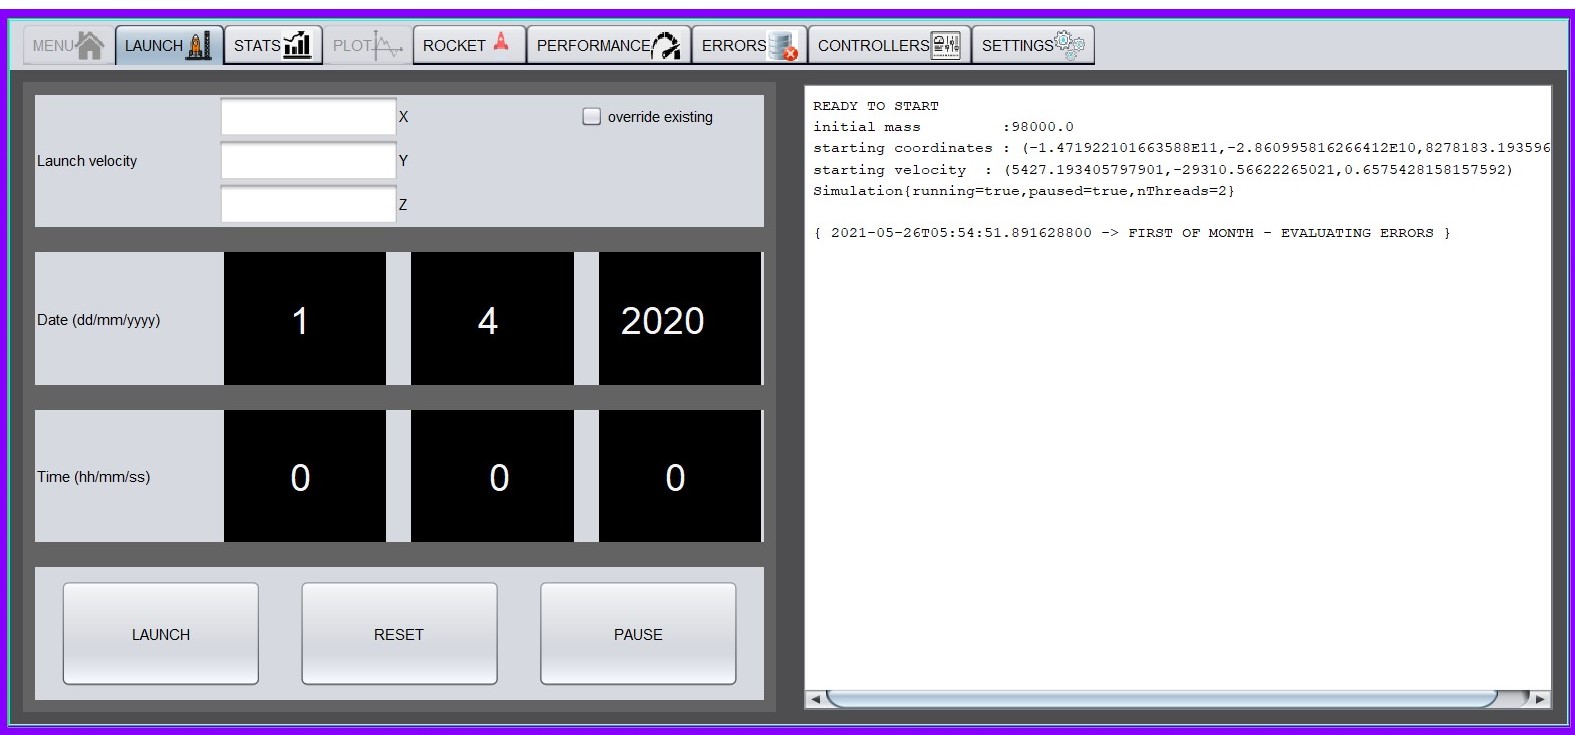 MENU LAUNCH STATS PLOT ROCKET PERFORMANCE ERRORS CONTROLLERS SETTINGS
Launch velocity
X
Y
Z
override existing
Date (dd/mm/yyyy)
1 4 2020
Time (hh/mm/ss)
0 0 0
LAUNCH RESET PAUSE
READY TO START
initial mass :98000.0
starting coordinates : (-1.471922101663588E11,-2.860995816266412E10,8278183.193596
starting velocity : (5427.193405797901,-29310.56622265021,0.6575428158157592)
Simulation{running=true,paused=true,nThreads=2}
{ 2021-05-26T05:54:51.891628800 -> FIRST OF MONTH - EVALUATING ERRORS }